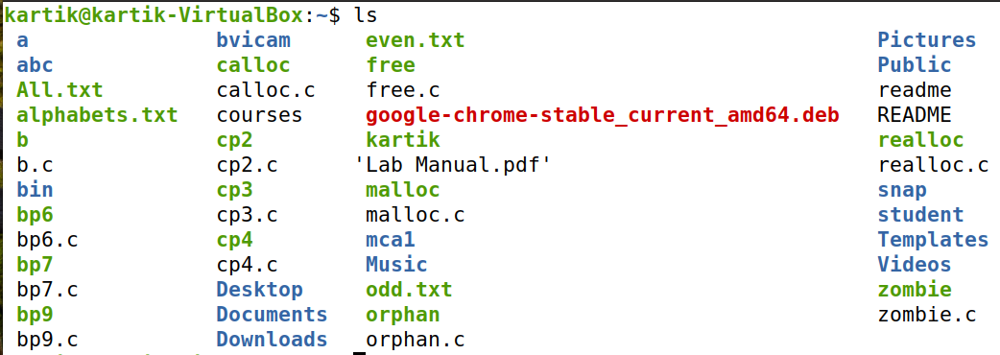 kartik@kartik-VirtualBox:~$ ls
a bvicam even.txt Pictures
abc calloc free Public
All.txt calloc.c free.c readme
alphabets.txt courses google-chrome-stable_current_amd64.deb README
b cp2 kartik realloc
b.c cp2.c 'Lab Manual.pdf' realloc.c
bin cp3 malloc snap
bp6 cp3.c malloc.c student
bp6.c cp4 mca1 Templates
bp7 cp4.c Music Videos
bp7.c Desktop odd.txt zombie
bp9 Documents orphan zombie.c
bp9.c Downloads orphan.c